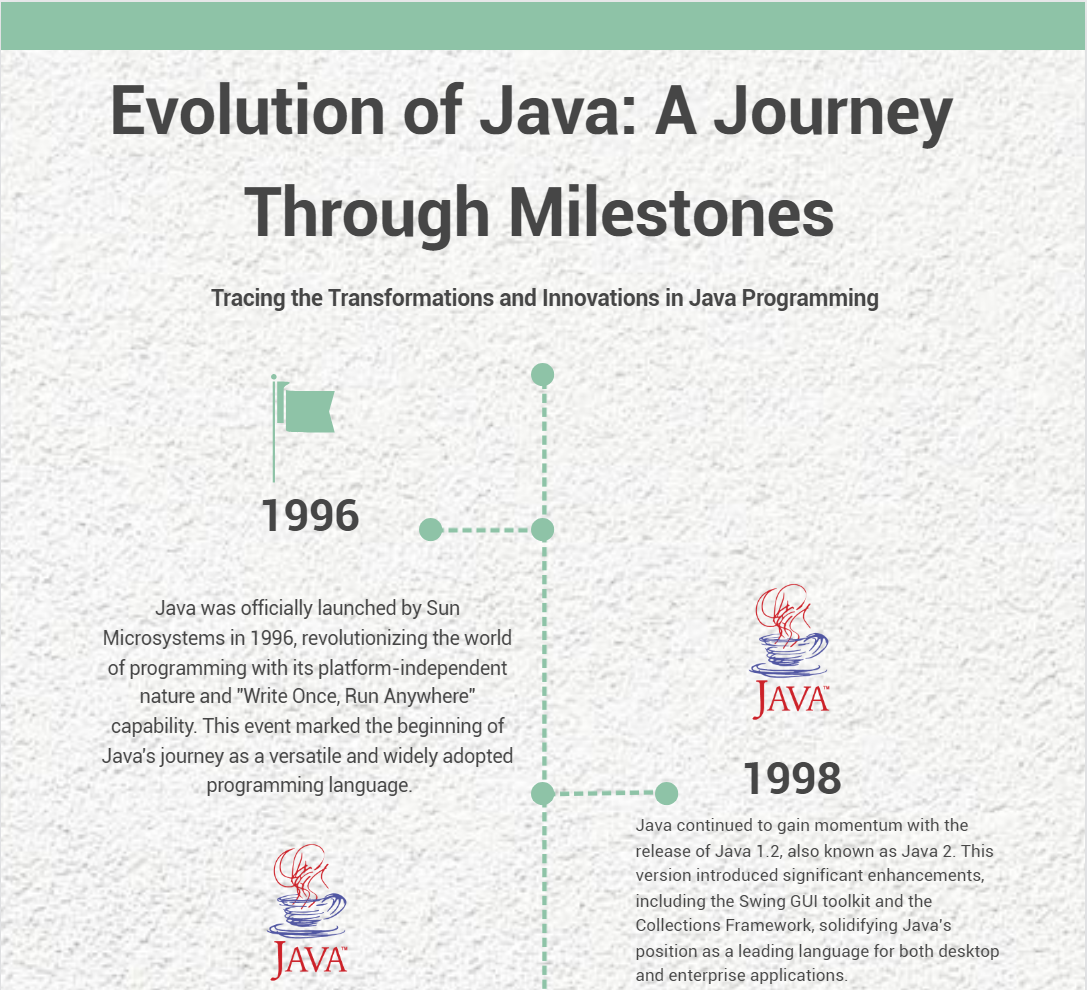 Evolution of Java: A Journey
Through Milestones
Tracing the Transformations and Innovations in Java Programming
1996
Java was officially launched by Sun
Microsystems in 1996, revolutionizing the world
of programming with its platform-independent
nature and "Write Once, Run Anywhere"
capability. This event marked the beginning of
Java's journey as a versatile and widely adopted
programming language.
JAVA™
1998
Java continued to gain momentum with the
release of Java 1.2, also known as Java 2. This
version introduced significant enhancements,
including the Swing GUI toolkit and the
Collections Framework, solidifying Java's
position as a leading language for both desktop
and enterprise applications.
JAVA™